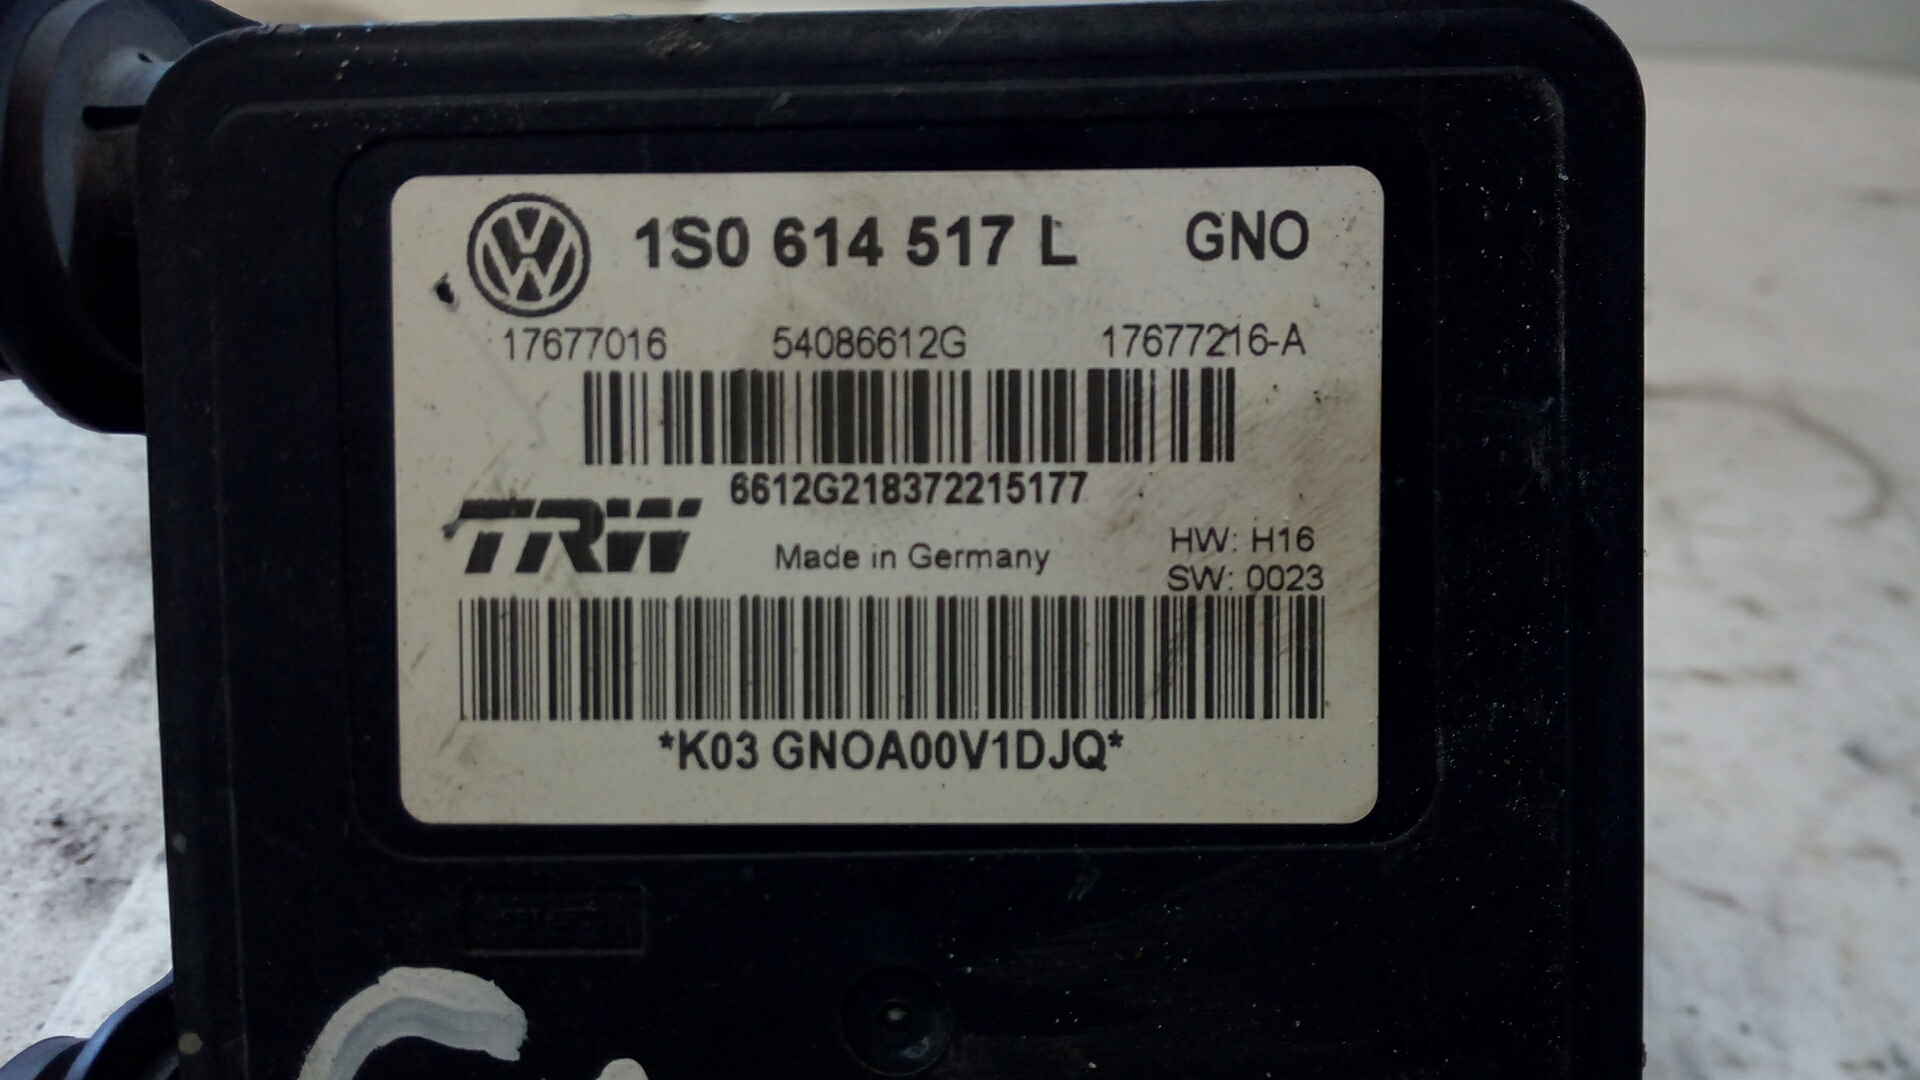 1S0 614 517 L GNO
17677016 54086612G 17677216-A
6612G218372215177
TRW
Made in Germany
HW: H16
SW: 0023
*K03 GNOA00V1DJQ*